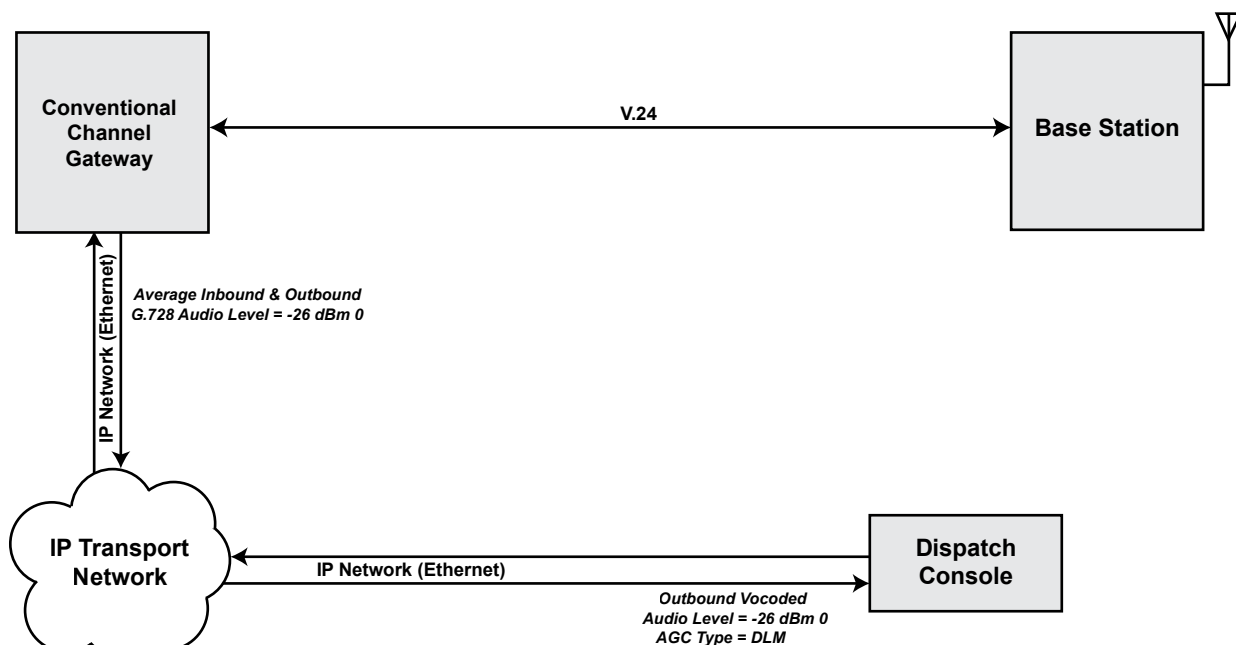 Conventional
Channel
Gateway
V.24
Base Station
IP Network (Ethernet)
Average Inbound & Outbound
G.728 Audio Level = -26 dBm 0
IP Transport
Network
IP Network (Ethernet)
Dispatch
Console
Outbound Vocoded
Audio Level = -26 dBm 0
AGC Type = DLM